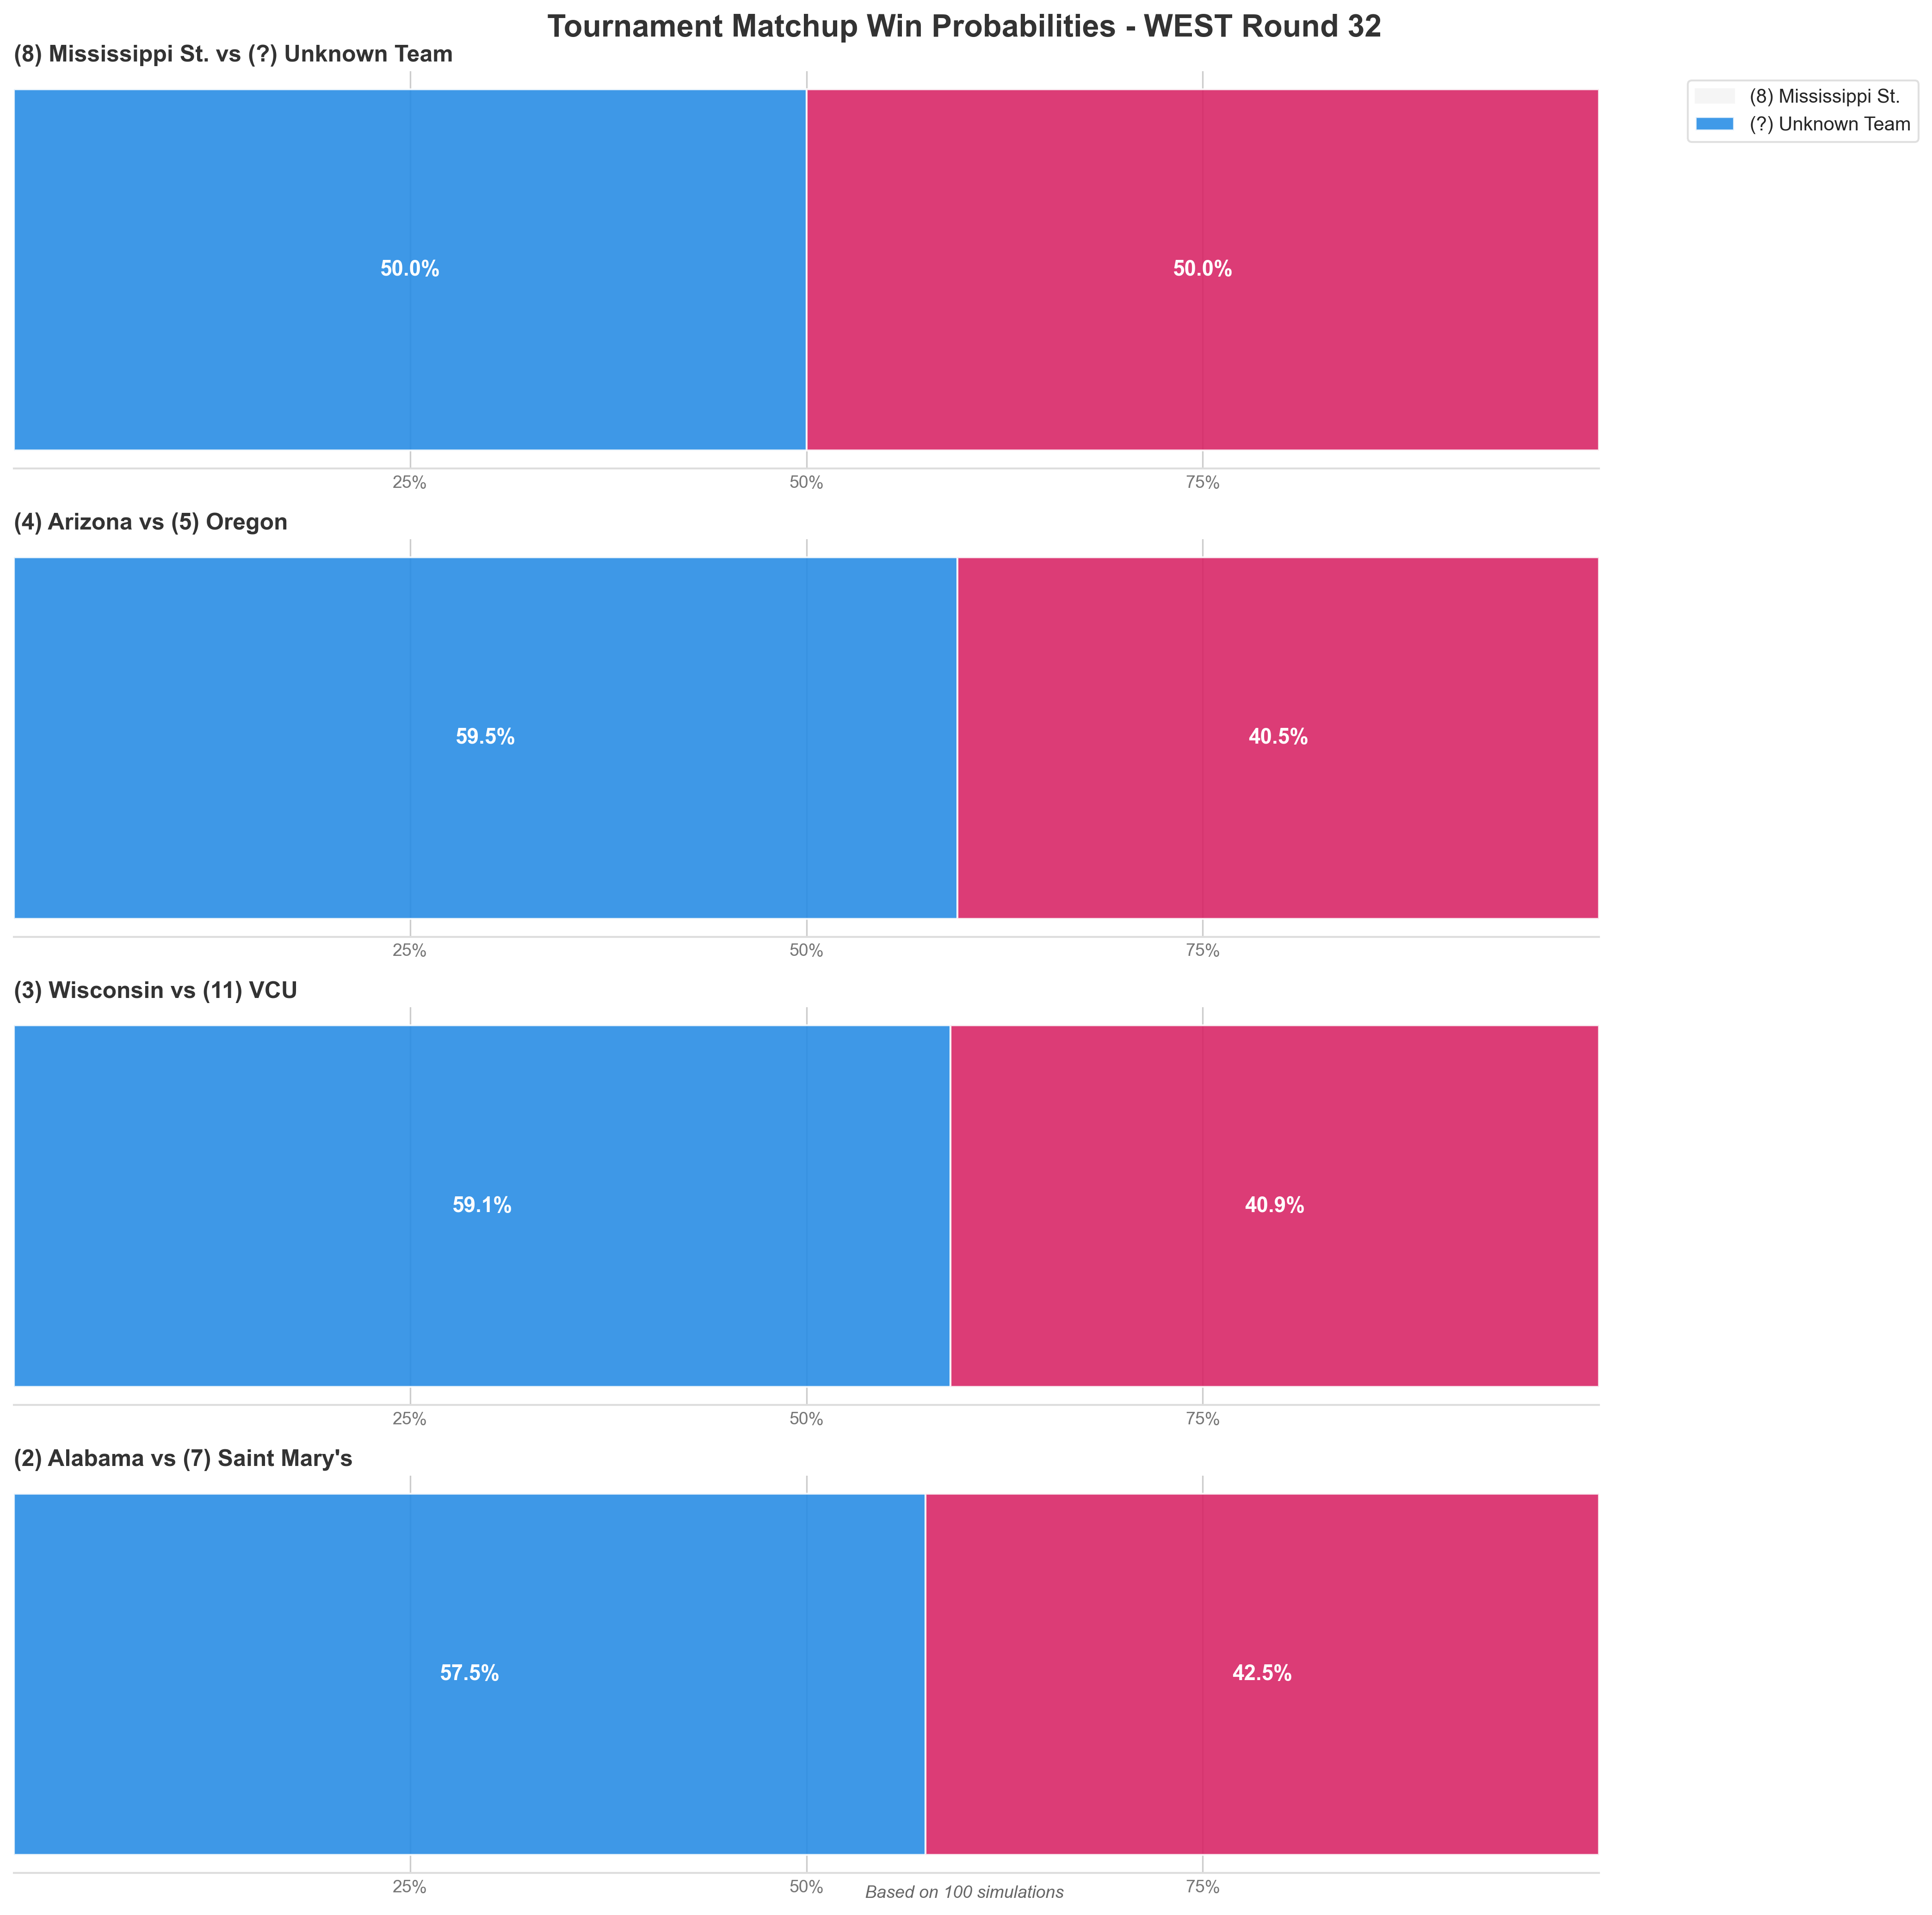 Tournament Matchup Win Probabilities - WEST Round 32
(8) Mississippi St. vs (?) Unknown Team
(8) Mississippi St.
(?) Unknown Team
50.0% 50.0%
25% 50% 75%
(4) Arizona vs (5) Oregon
59.5% 40.5%
25% 50% 75%
(3) Wisconsin vs (11) VCU
59.1% 40.9%
25% 50% 75%
(2) Alabama vs (7) Saint Mary's
57.5% 42.5%
25% 50% 75%
Based on 100 simulations